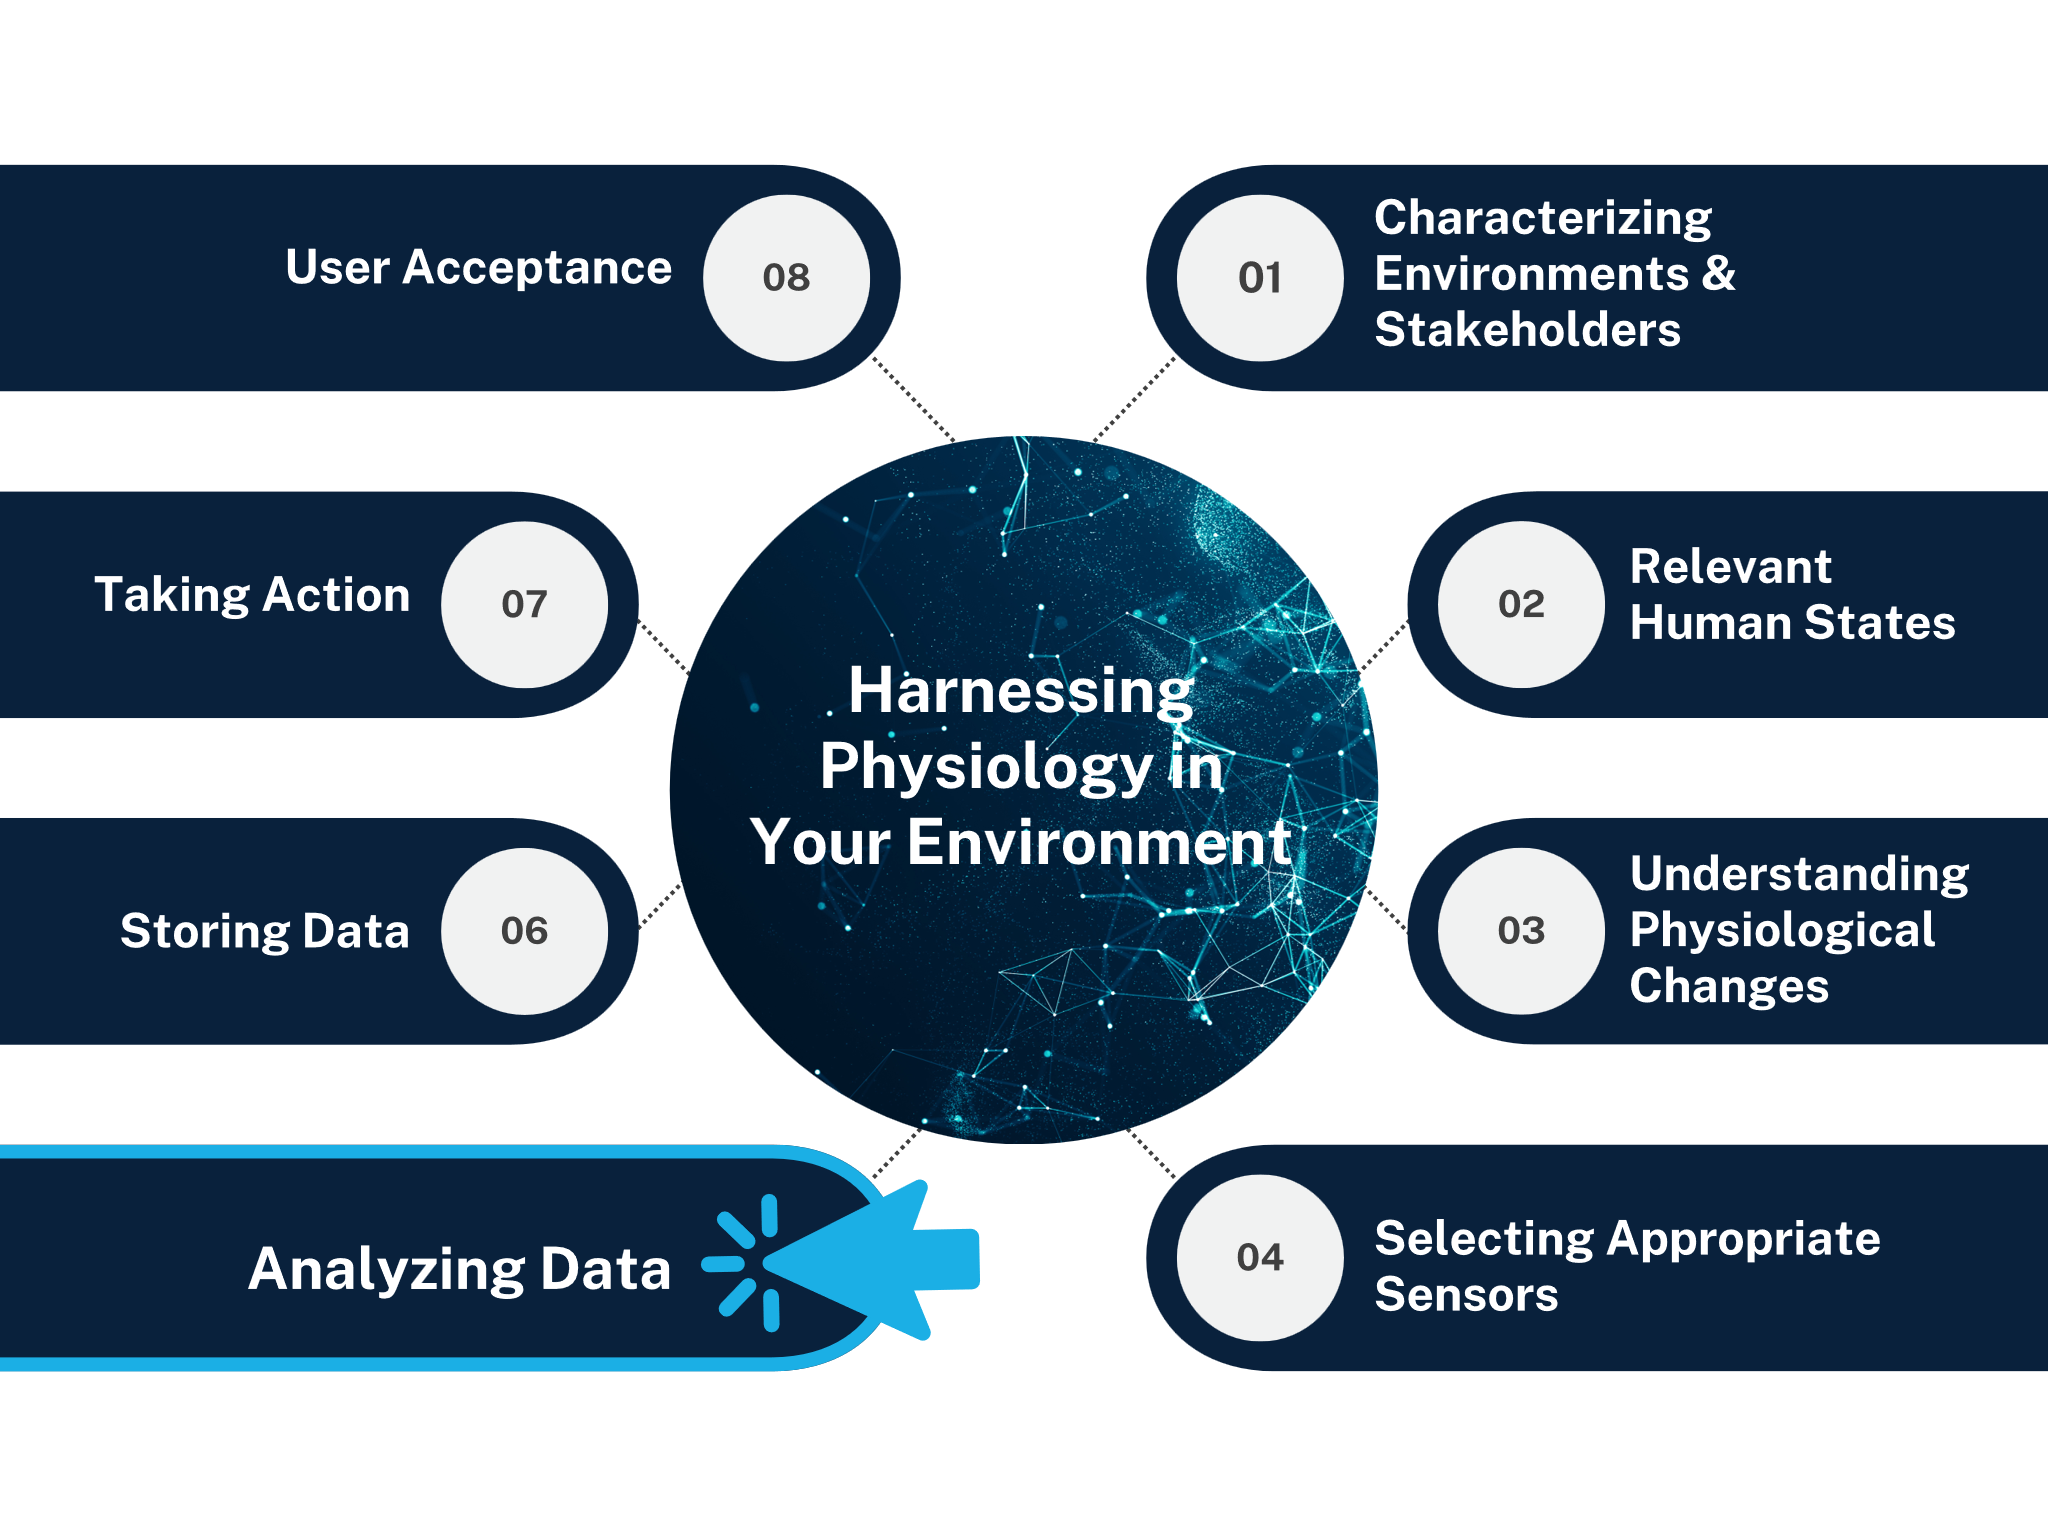 Harnessing
Physiology in
Your Environment
01
Characterizing
Environments &
Stakeholders
02
Relevant
Human States
03
Understanding
Physiological
Changes
04
Selecting Appropriate
Sensors
Analyzing Data
06
Storing Data
07
Taking Action
08
User Acceptance